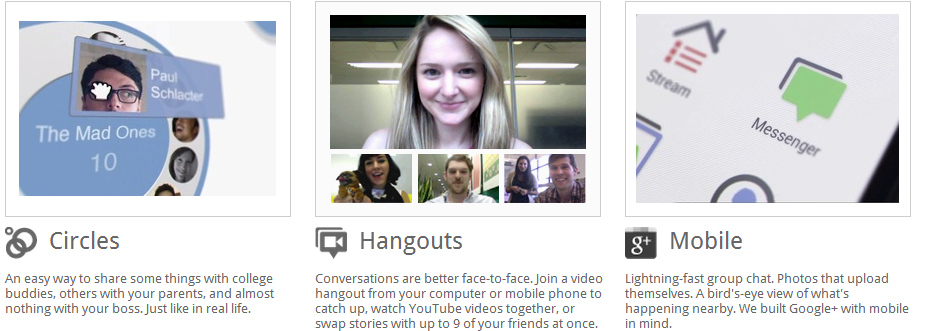 Paul
Schlacter
The Mad Ones
10
Stream
Messenger
Circles
An easy way to share some things with college
buddies, others with your parents, and almost
nothing with your boss. Just like in real life.
Hangouts
Conversations are better face-to-face. Join a video
hangout from your computer or mobile phone to
catch up, watch YouTube videos together, or
swap stories with up to 9 of your friends at once.
g+
Mobile
Lightning-fast group chat. Photos that upload
themselves. A bird's-eye view of what's
happening nearby. We built Google+ with mobile
in mind.